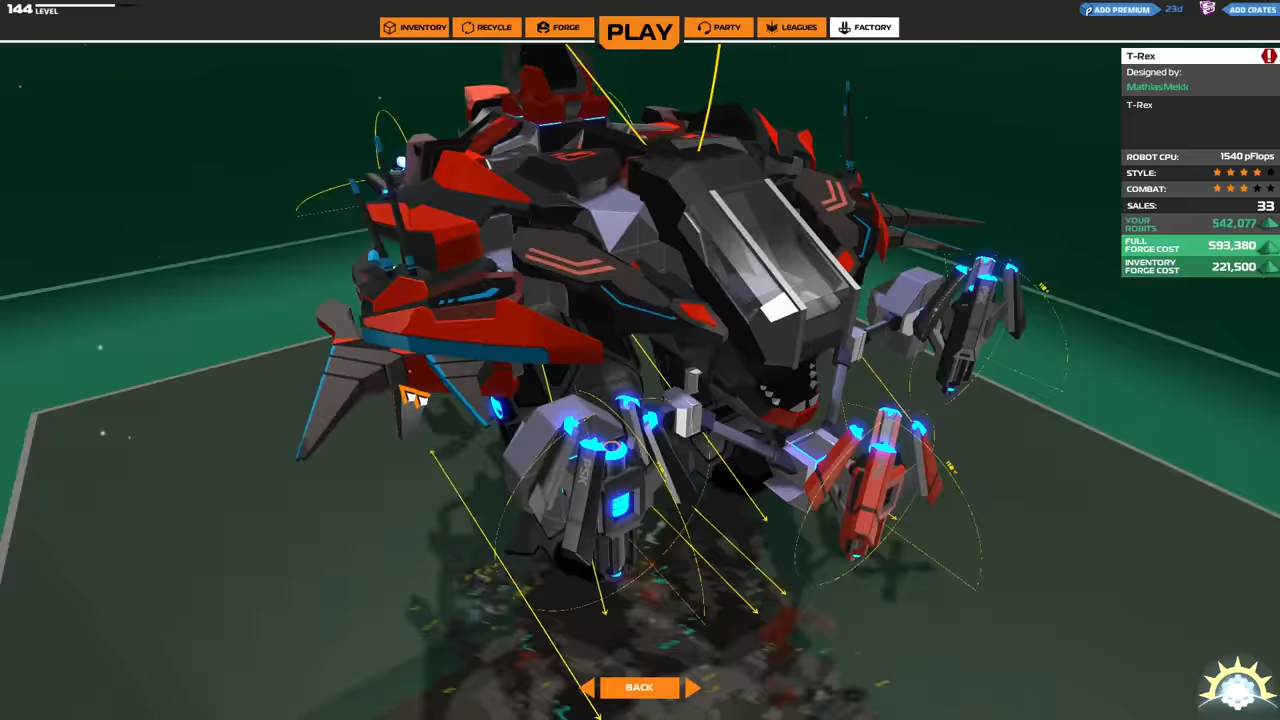 144 LEVEL
ADD PREMIUM 23d ADD CRATES
INVENTORY RECYCLE FORGE PLAY PARTY LEAGUES FACTORY
T-Rex
Designed by:
MathiasMekk
T-Rex
ROBOT CPU: 1540 pFlops
STYLE:
COMBAT:
SALES: 33
YOUR ROBITS 542,077
FULL FORGE COST 593,380
INVENTORY FORGE COST 221,500
BACK